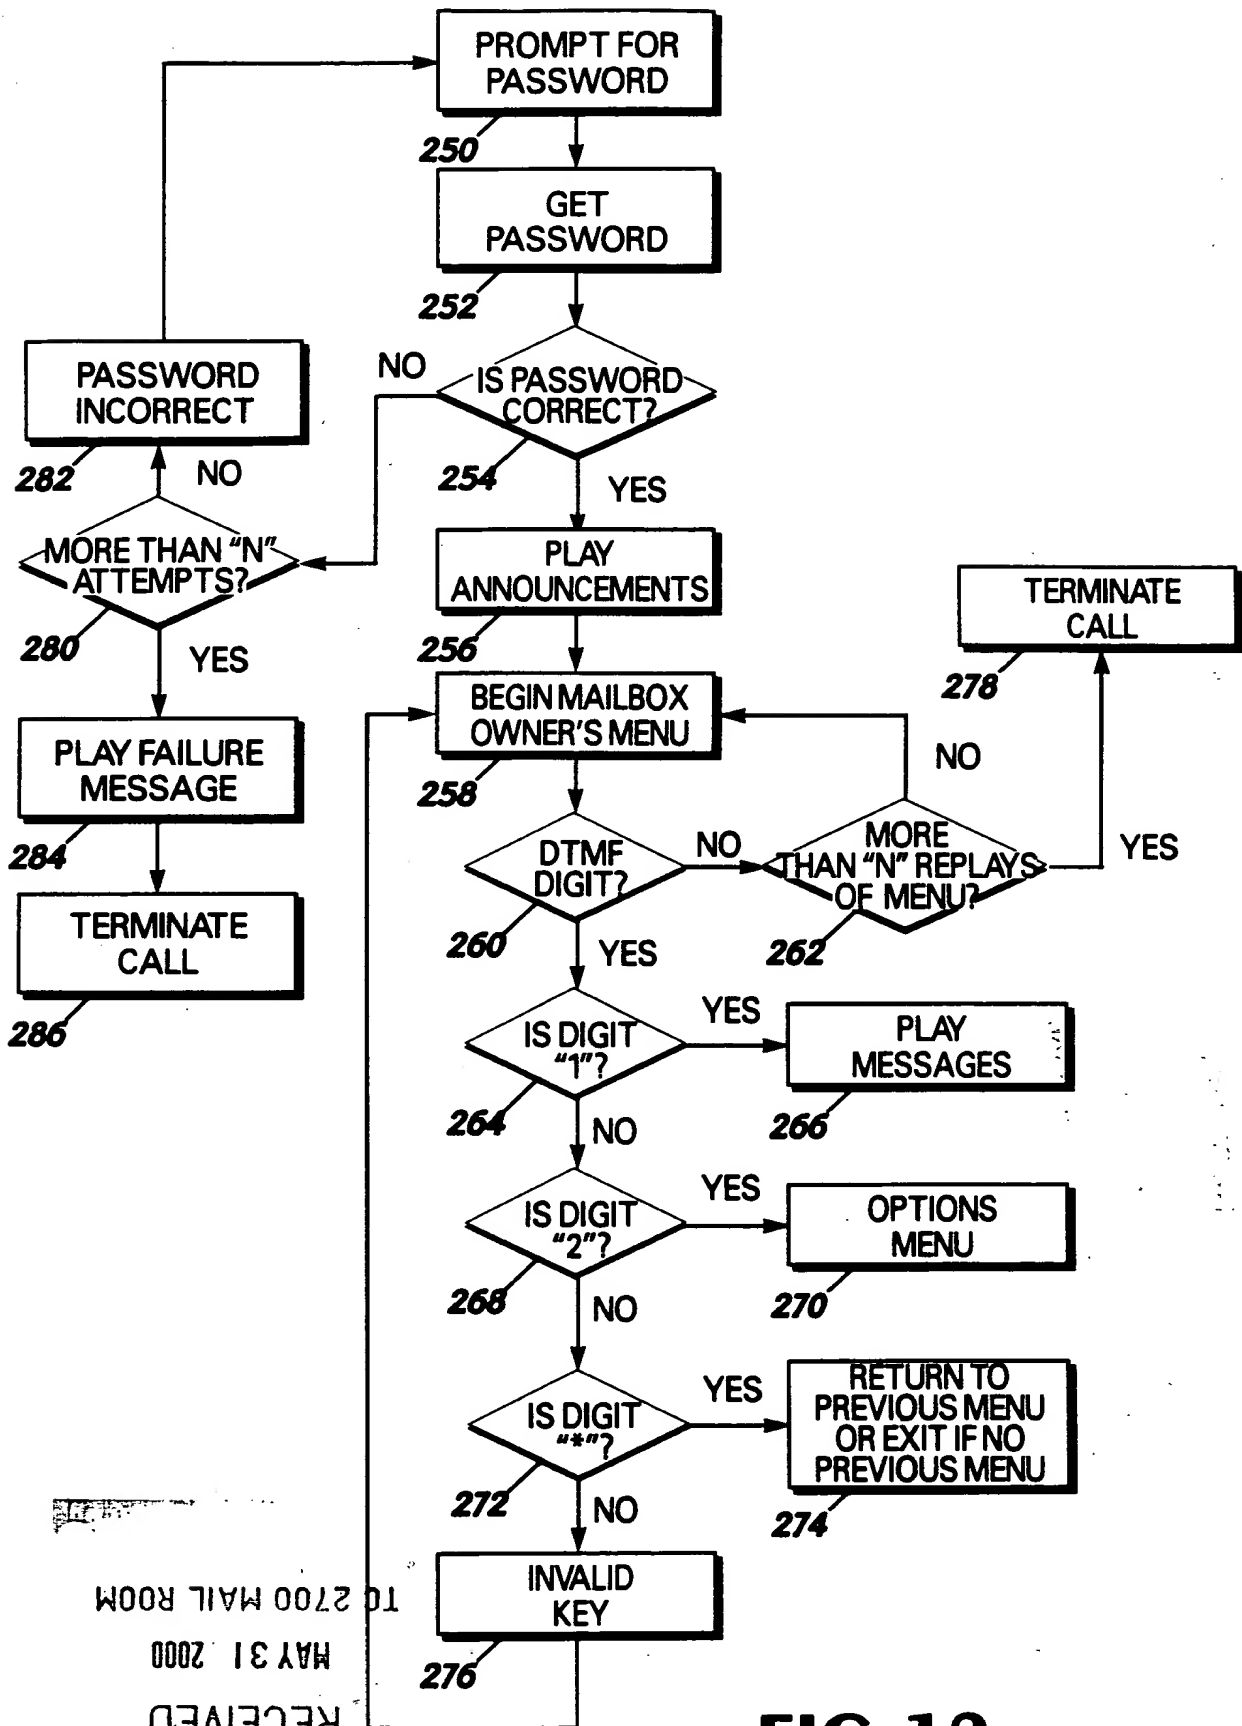 PROMPT FOR
PASSWORD
250
GET
PASSWORD
252
IS PASSWORD
CORRECT?
254
NO
YES
PASSWORD
INCORRECT
282
NO
MORE THAN "N"
ATTEMPTS?
280
YES
PLAY FAILURE
MESSAGE
284
TERMINATE
CALL
286
PLAY
ANNOUNCEMENTS
256
BEGIN MAILBOX
OWNER'S MENU
258
DTMF
DIGIT?
260
NO
YES
MORE
THAN "N" REPLAYS
OF MENU?
262
NO
YES
TERMINATE
CALL
278
IS DIGIT
"1"?
264
YES
NO
PLAY
MESSAGES
266
IS DIGIT
"2"?
268
YES
NO
OPTIONS
MENU
270
IS DIGIT
"*"?
272
YES
NO
RETURN TO
PREVIOUS MENU
OR EXIT IF NO
PREVIOUS MENU
274
INVALID
KEY
276
RECEIVED
MAY 31 2000
TO 2700 MAIL ROOM